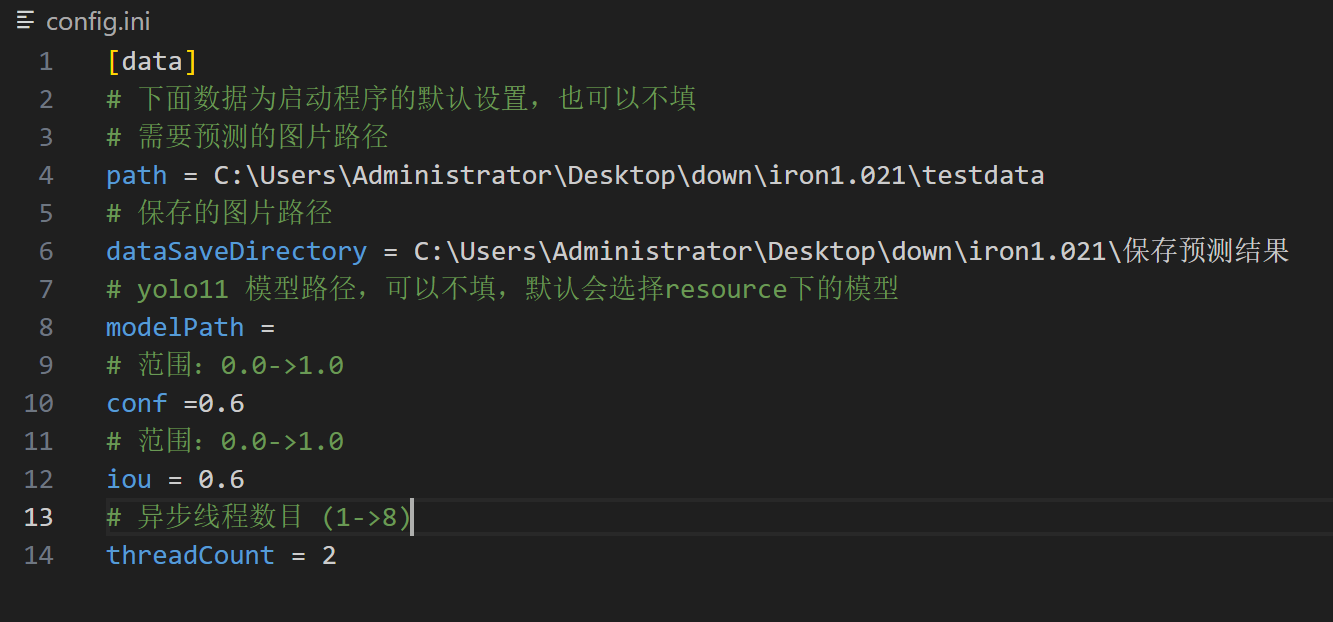 config.ini
1 [data]
2 # 下面数据为启动程序的默认设置，也可以不填
3 # 需要预测的图片路径
4 path = C:\Users\Administrator\Desktop\down\iron1.021\testdata
5 # 保存的图片路径
6 dataSaveDirectory = C:\Users\Administrator\Desktop\down\iron1.021\保存预测结果
7 # yolo11 模型路径，可以不填，默认会选择resource下的模型
8 modelPath =
9 # 范围：0.0->1.0
10 conf =0.6
11 # 范围：0.0->1.0
12 iou = 0.6
13 # 异步线程数目 (1->8)
14 threadCount = 2